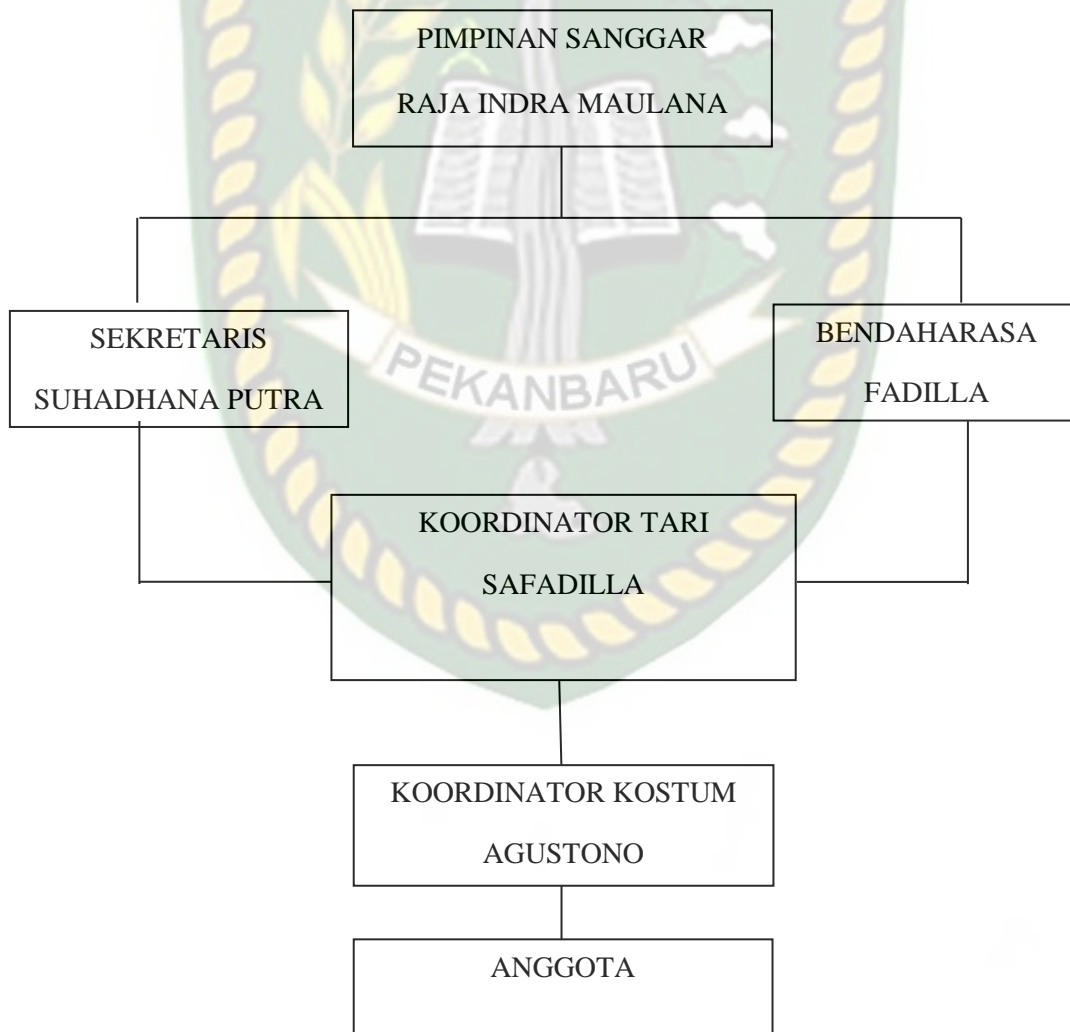 PIMPINAN SANGGAR
RAJA INDRA MAULANA
SEKRETARIS
SUHADHANA PUTRA
BENDAHARASA
FADILLA
PEKANBARU
KOORDINATOR TARI
SAFADILLA
KOORDINATOR KOSTUM
AGUSTONO
ANGGOTA